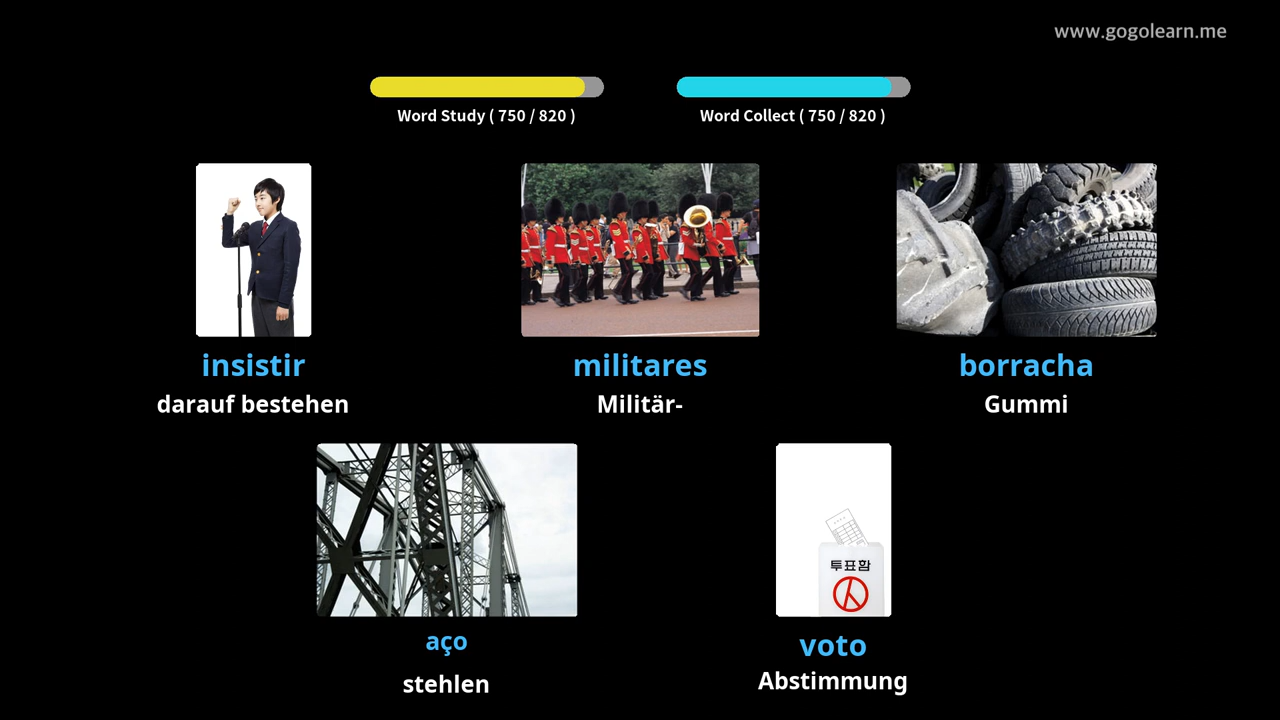 www.gogolearn.me
Word Study ( 750 / 820 )
Word Collect ( 750 / 820 )
insistir
militares
borracha
darauf bestehen
Militär-
Gummi
투표함
aço
voto
stehlen
Abstimmung